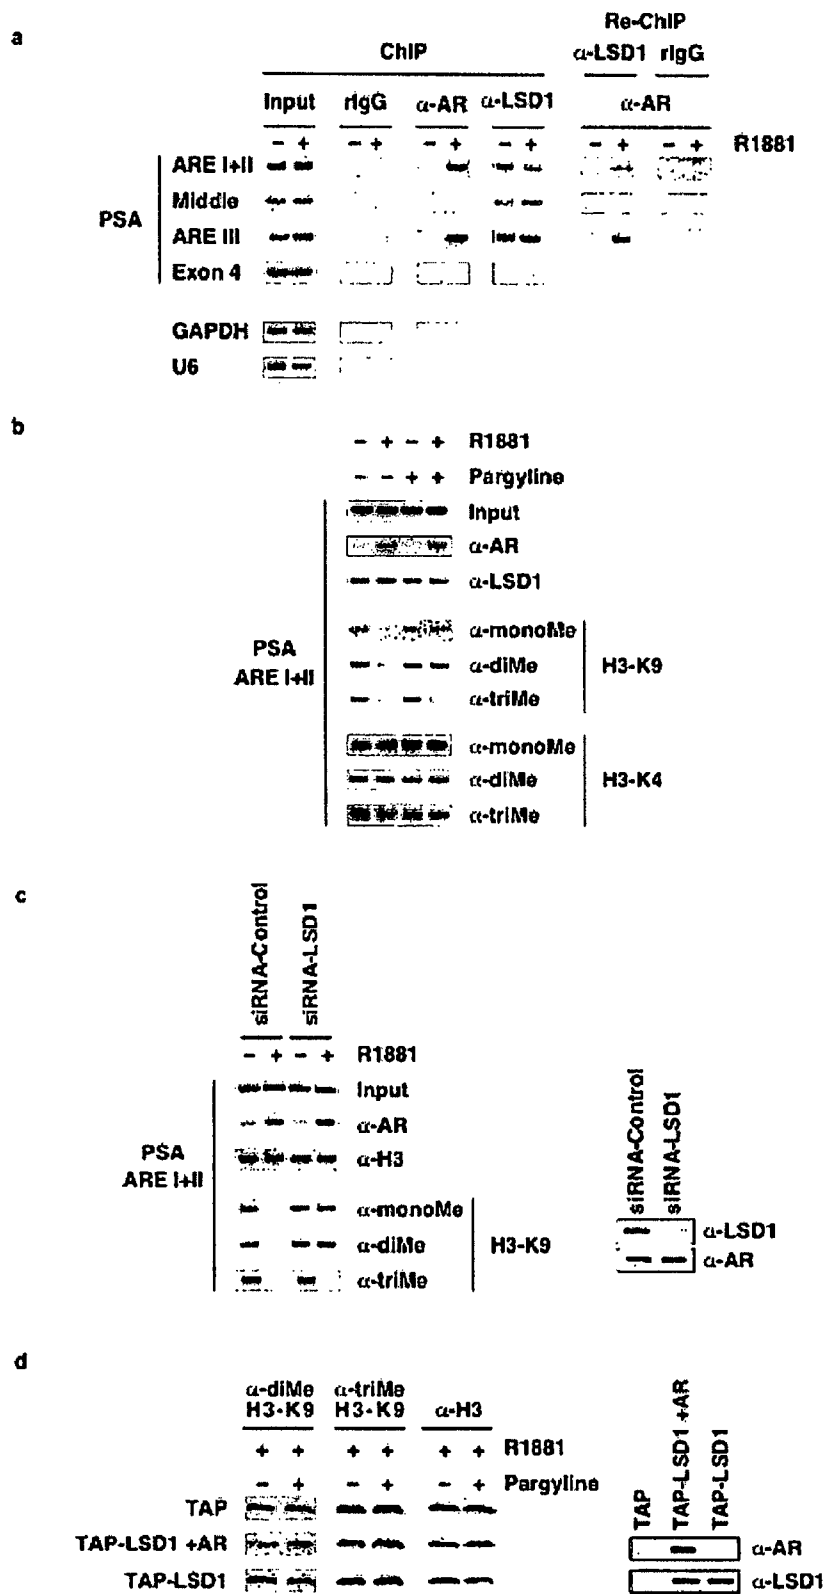 a
Re-ChIP
ChIP
α-LSD1 rIgG
Input rIgG α-AR α-LSD1 α-AR
- + - + - + - + - + - + R1881
PSA
ARE I+II
Middle
ARE III
Exon 4
GAPDH
U6
b
- + - + R1881
- - + + Pargyline
Input
α-AR
α-LSD1
PSA
ARE I+II
α-monoMe
α-diMe
α-triMe
H3-K9
α-monoMe
α-diMe
α-triMe
H3-K4
c
siRNA-Control
siRNA-LSD1
- + - + R1881
Input
α-AR
α-H3
PSA
ARE I+II
α-monoMe
α-diMe
α-triMe
H3-K9
siRNA-Control
siRNA-LSD1
α-LSD1
α-AR
d
α-diMe
H3-K9
α-triMe
H3-K9
α-H3
+ + + + + + R1881
- + - + - + Pargyline
TAP
TAP-LSD1 +AR
TAP-LSD1
TAP
TAP-LSD1 +AR
TAP-LSD1
α-AR
α-LSD1